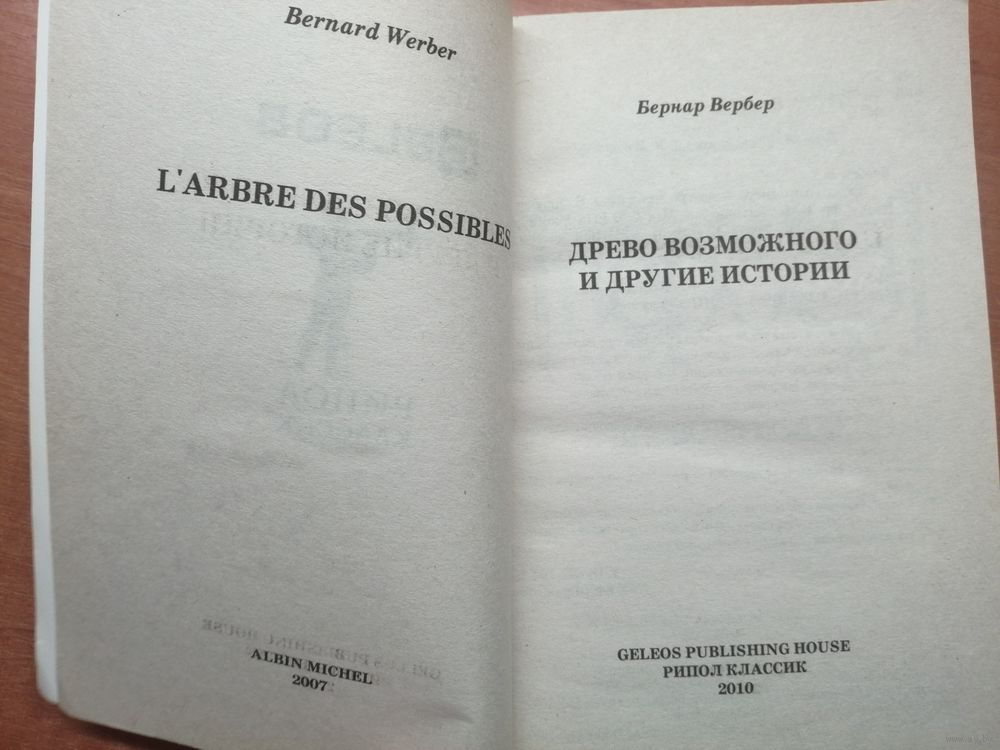 Bernard Werber
L'ARBRE DES POSSIBLES
ALBIN MICHEL
2007
Бернар Вербер
ДРЕВО ВОЗМОЖНОГО
И ДРУГИЕ ИСТОРИИ
GELEOS PUBLISHING HOUSE
РИПОЛ КЛАССИК
2010